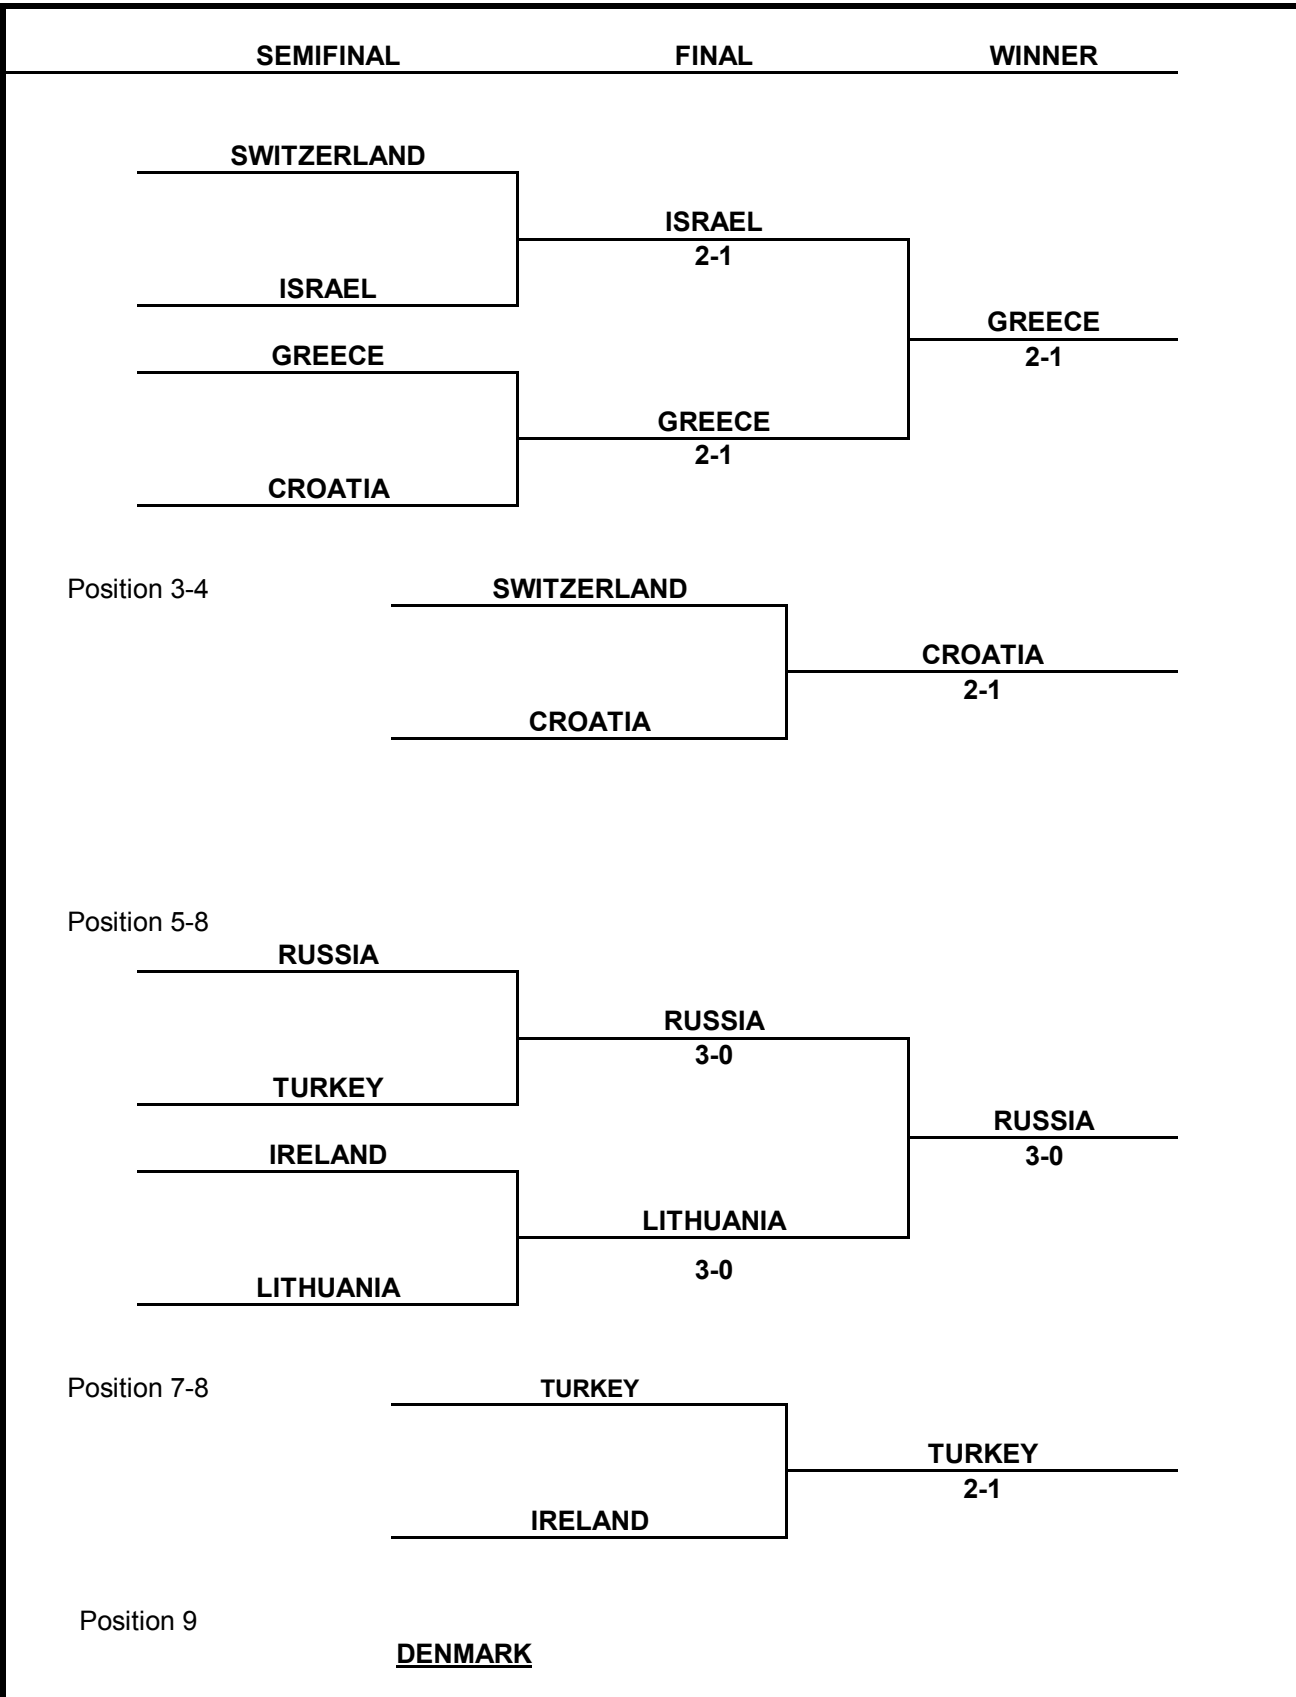 SEMIFINAL FINAL WINNER
SWITZERLAND
ISRAEL
2-1
ISRAEL
GREECE
GREECE
2-1
GREECE
2-1
CROATIA
Position 3-4 SWITZERLAND
CROATIA
2-1
CROATIA
Position 5-8
RUSSIA
RUSSIA
3-0
TURKEY
RUSSIA
IRELAND
3-0
LITHUANIA
3-0
LITHUANIA
Position 7-8 TURKEY
TURKEY
2-1
IRELAND
Position 9
DENMARK